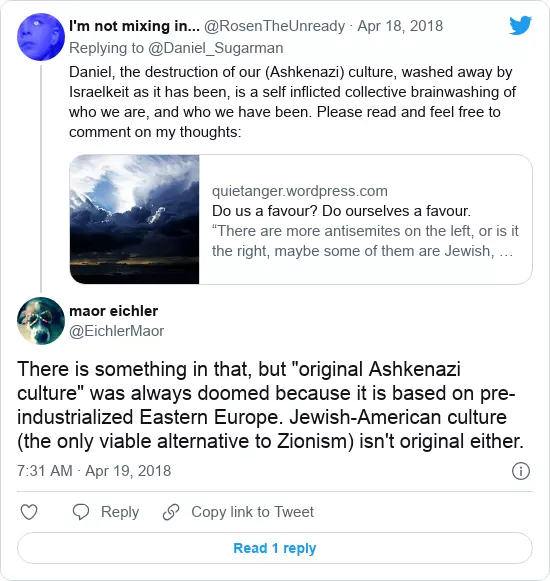 I'm not mixing in... @RosenTheUnready · Apr 18, 2018
Replying to @Daniel_Sugarman
Daniel, the destruction of our (Ashkenazi) culture, washed away by
Israelkeit as it has been, is a self inflicted collective brainwashing of
who we are, and who we have been. Please read and feel free to
comment on my thoughts:
quietanger.wordpress.com
Do us a favour? Do ourselves a favour.
“There are more antisemites on the left, or is it
the right, maybe some of them are Jewish, …
maor eichler
@EichlerMaor
There is something in that, but "original Ashkenazi
culture" was always doomed because it is based on pre-
industrialized Eastern Europe. Jewish-American culture
(the only viable alternative to Zionism) isn't original either.
7:31 AM · Apr 19, 2018
Reply
Copy link to Tweet
Read 1 reply